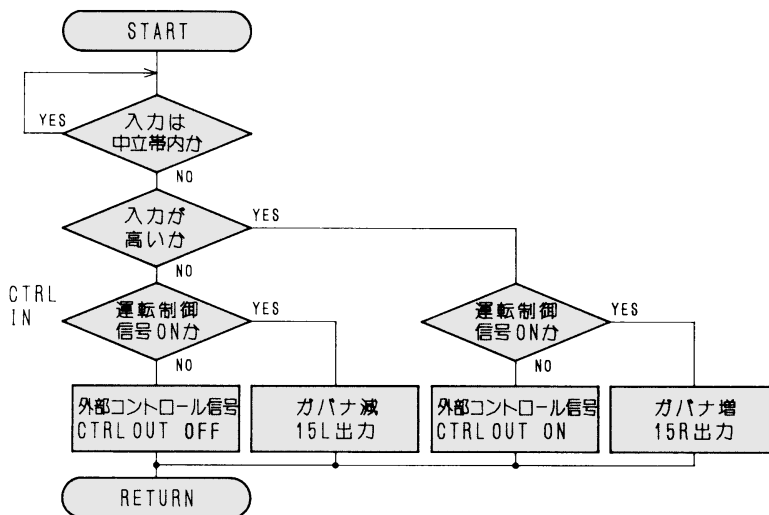 START
YES
入力は
中立帯内か
NO
入力が
高いか
YES
NO
CTRL
IN
運転制御
信号ONか
YES
NO
運転制御
信号ONか
YES
NO
外部コントロール信号
CTRL OUT OFF
ガバナ減
15L出力
外部コントロール信号
CTRL OUT ON
ガバナ増
15R出力
RETURN